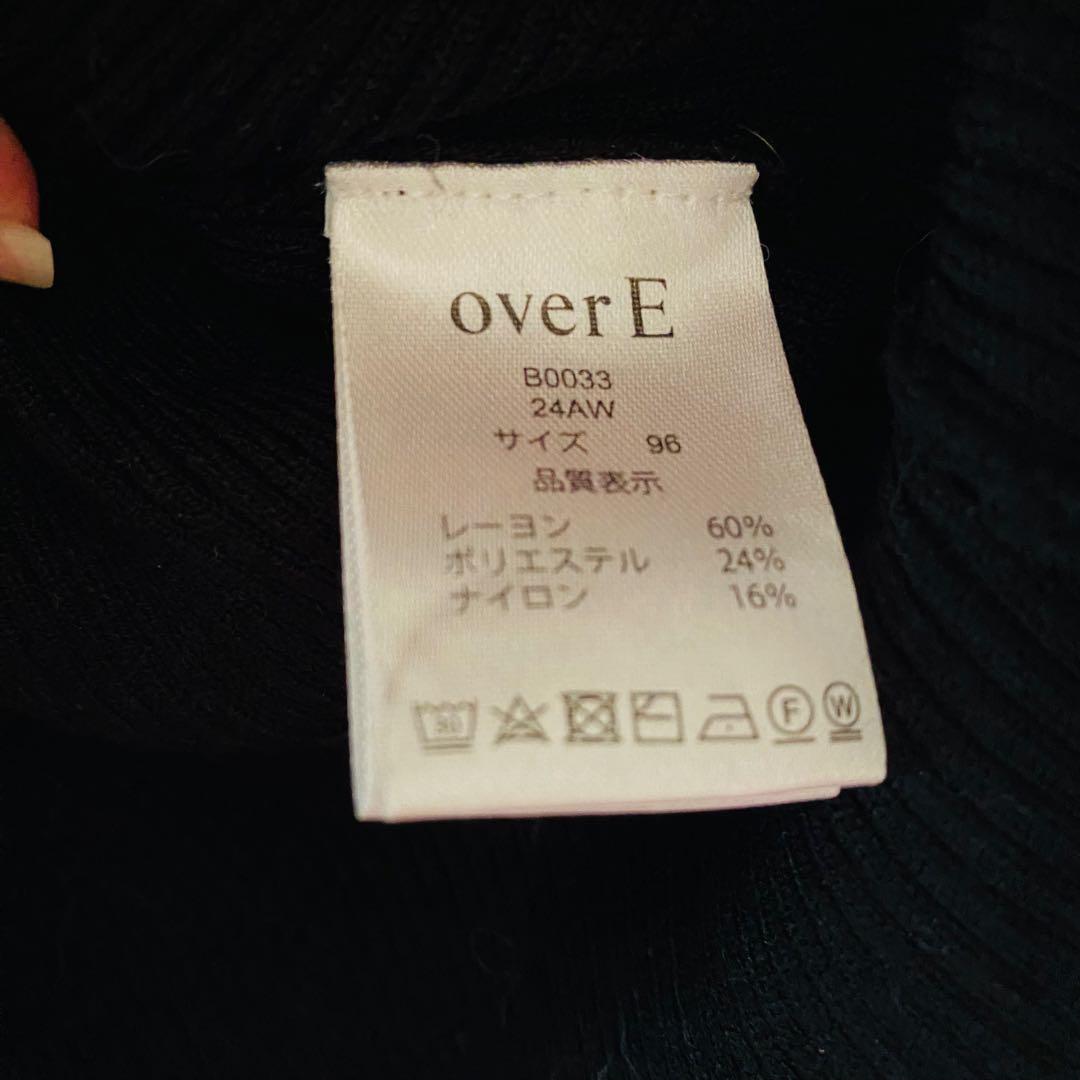 over E
B0033
24AW
サイズ 96
品質表示
レーヨン 60%
ポリエステル 24%
ナイロン 16%
30 F W